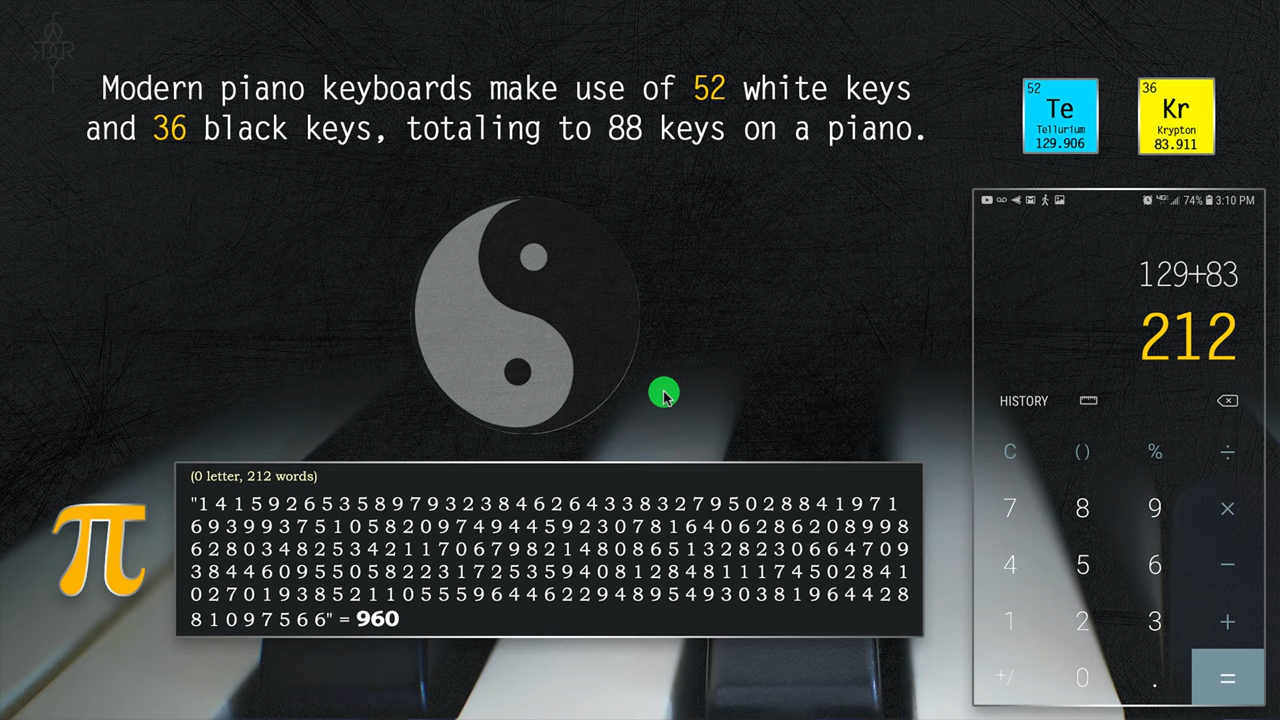 Modern piano keyboards make use of 52 white keys
and 36 black keys, totaling to 88 keys on a piano.
52
Te
Tellurium
129.906
36
Kr
Krypton
83.911
74% 3:10 PM
129+83
212
HISTORY
C () % ÷
7 8 9 ×
4 5 6 −
1 2 3 +
+/- 0 . =
π
(0 letter, 212 words)
"1 4 1 5 9 2 6 5 3 5 8 9 7 9 3 2 3 8 4 6 2 6 4 3 3 8 3 2 7 9 5 0 2 8 8 4 1 9 7 1
6 9 3 9 9 3 7 5 1 0 5 8 2 0 9 7 4 9 4 4 5 9 2 3 0 7 8 1 6 4 0 6 2 8 6 2 0 8 9 9 8
6 2 8 0 3 4 8 2 5 3 4 2 1 1 7 0 6 7 9 8 2 1 4 8 0 8 6 5 1 3 2 8 2 3 0 6 6 4 7 0 9
3 8 4 4 6 0 9 5 5 0 5 8 2 2 3 1 7 2 5 3 5 9 4 0 8 1 2 8 4 8 1 1 1 7 4 5 0 2 8 4 1
0 2 7 0 1 9 3 8 5 2 1 1 0 5 5 5 9 6 4 4 6 2 2 9 4 8 9 5 4 9 3 0 3 8 1 9 6 4 4 2 8
8 1 0 9 7 5 6 6" = 960